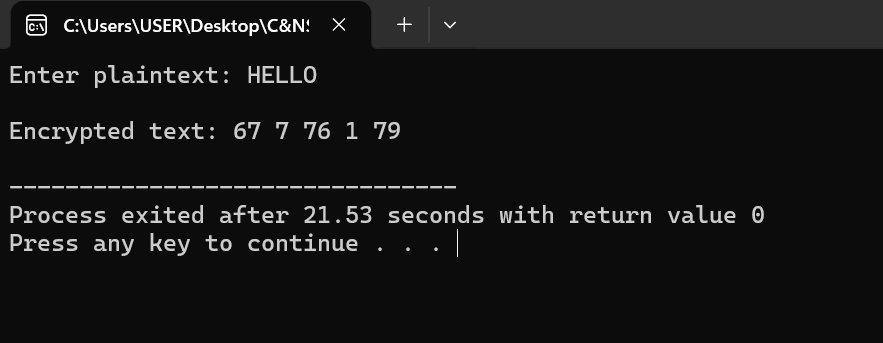 C:\Users\USER\Desktop\C&NS
Enter plaintext: HELLO
Encrypted text: 67 7 76 1 79
--------------------------------
Process exited after 21.53 seconds with return value 0
Press any key to continue . . .